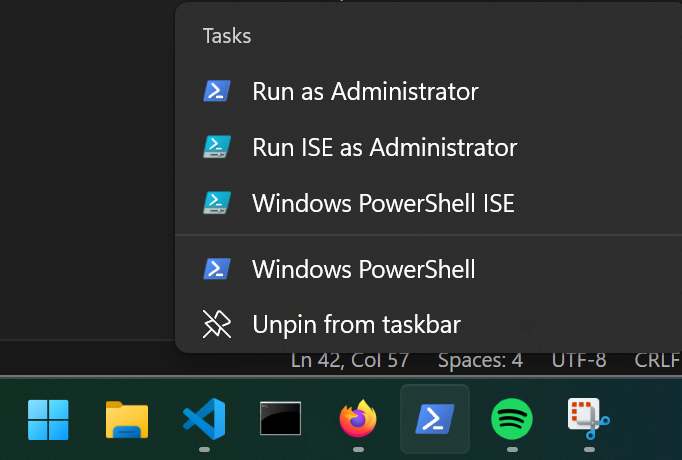 Tasks
Run as Administrator
Run ISE as Administrator
Windows PowerShell ISE
Windows PowerShell
Unpin from taskbar
Ln 42, Col 57 Spaces: 4 UTF-8 CRLF